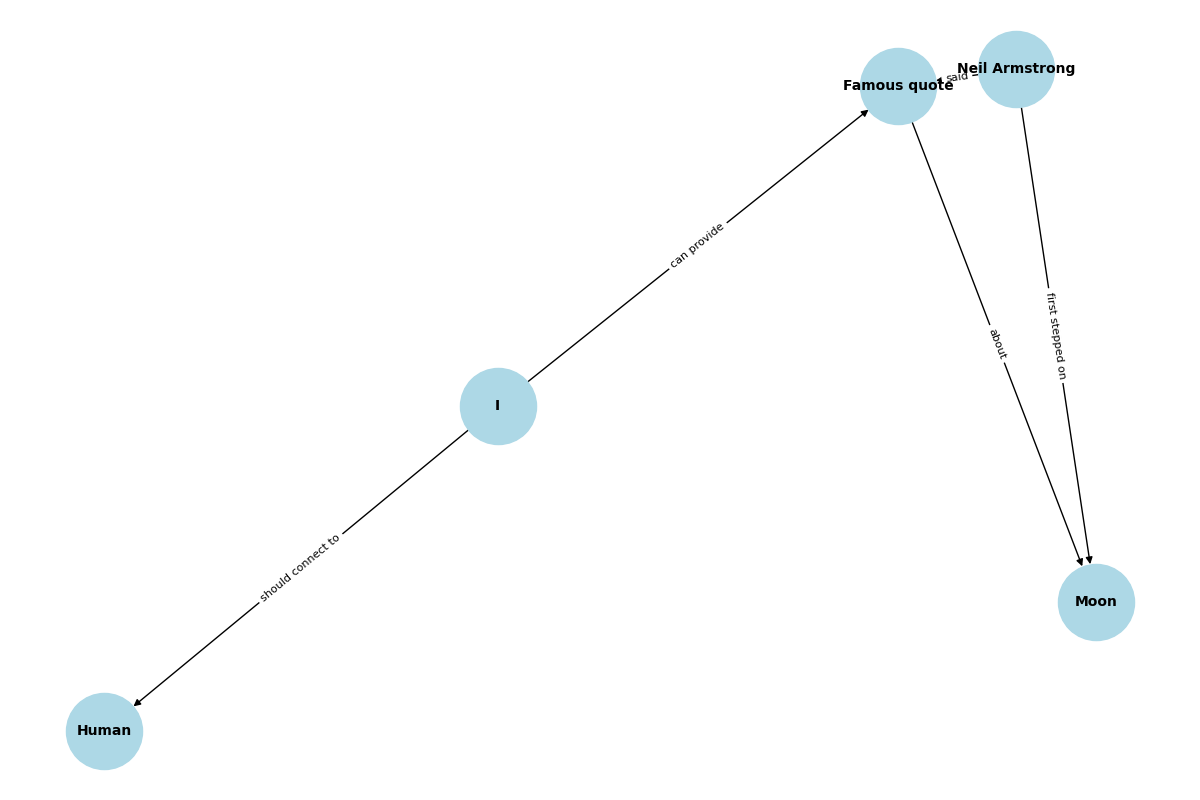 Neil Armstrong
said
Famous quote
can provide
about
first stepped on
I
should connect to
Moon
Human